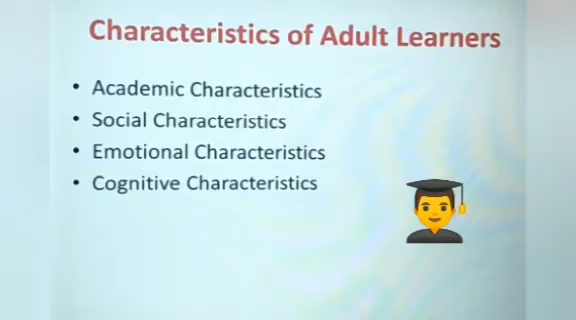 Characteristics of Adult Learners
• Academic Characteristics
• Social Characteristics
• Emotional Characteristics
• Cognitive Characteristics